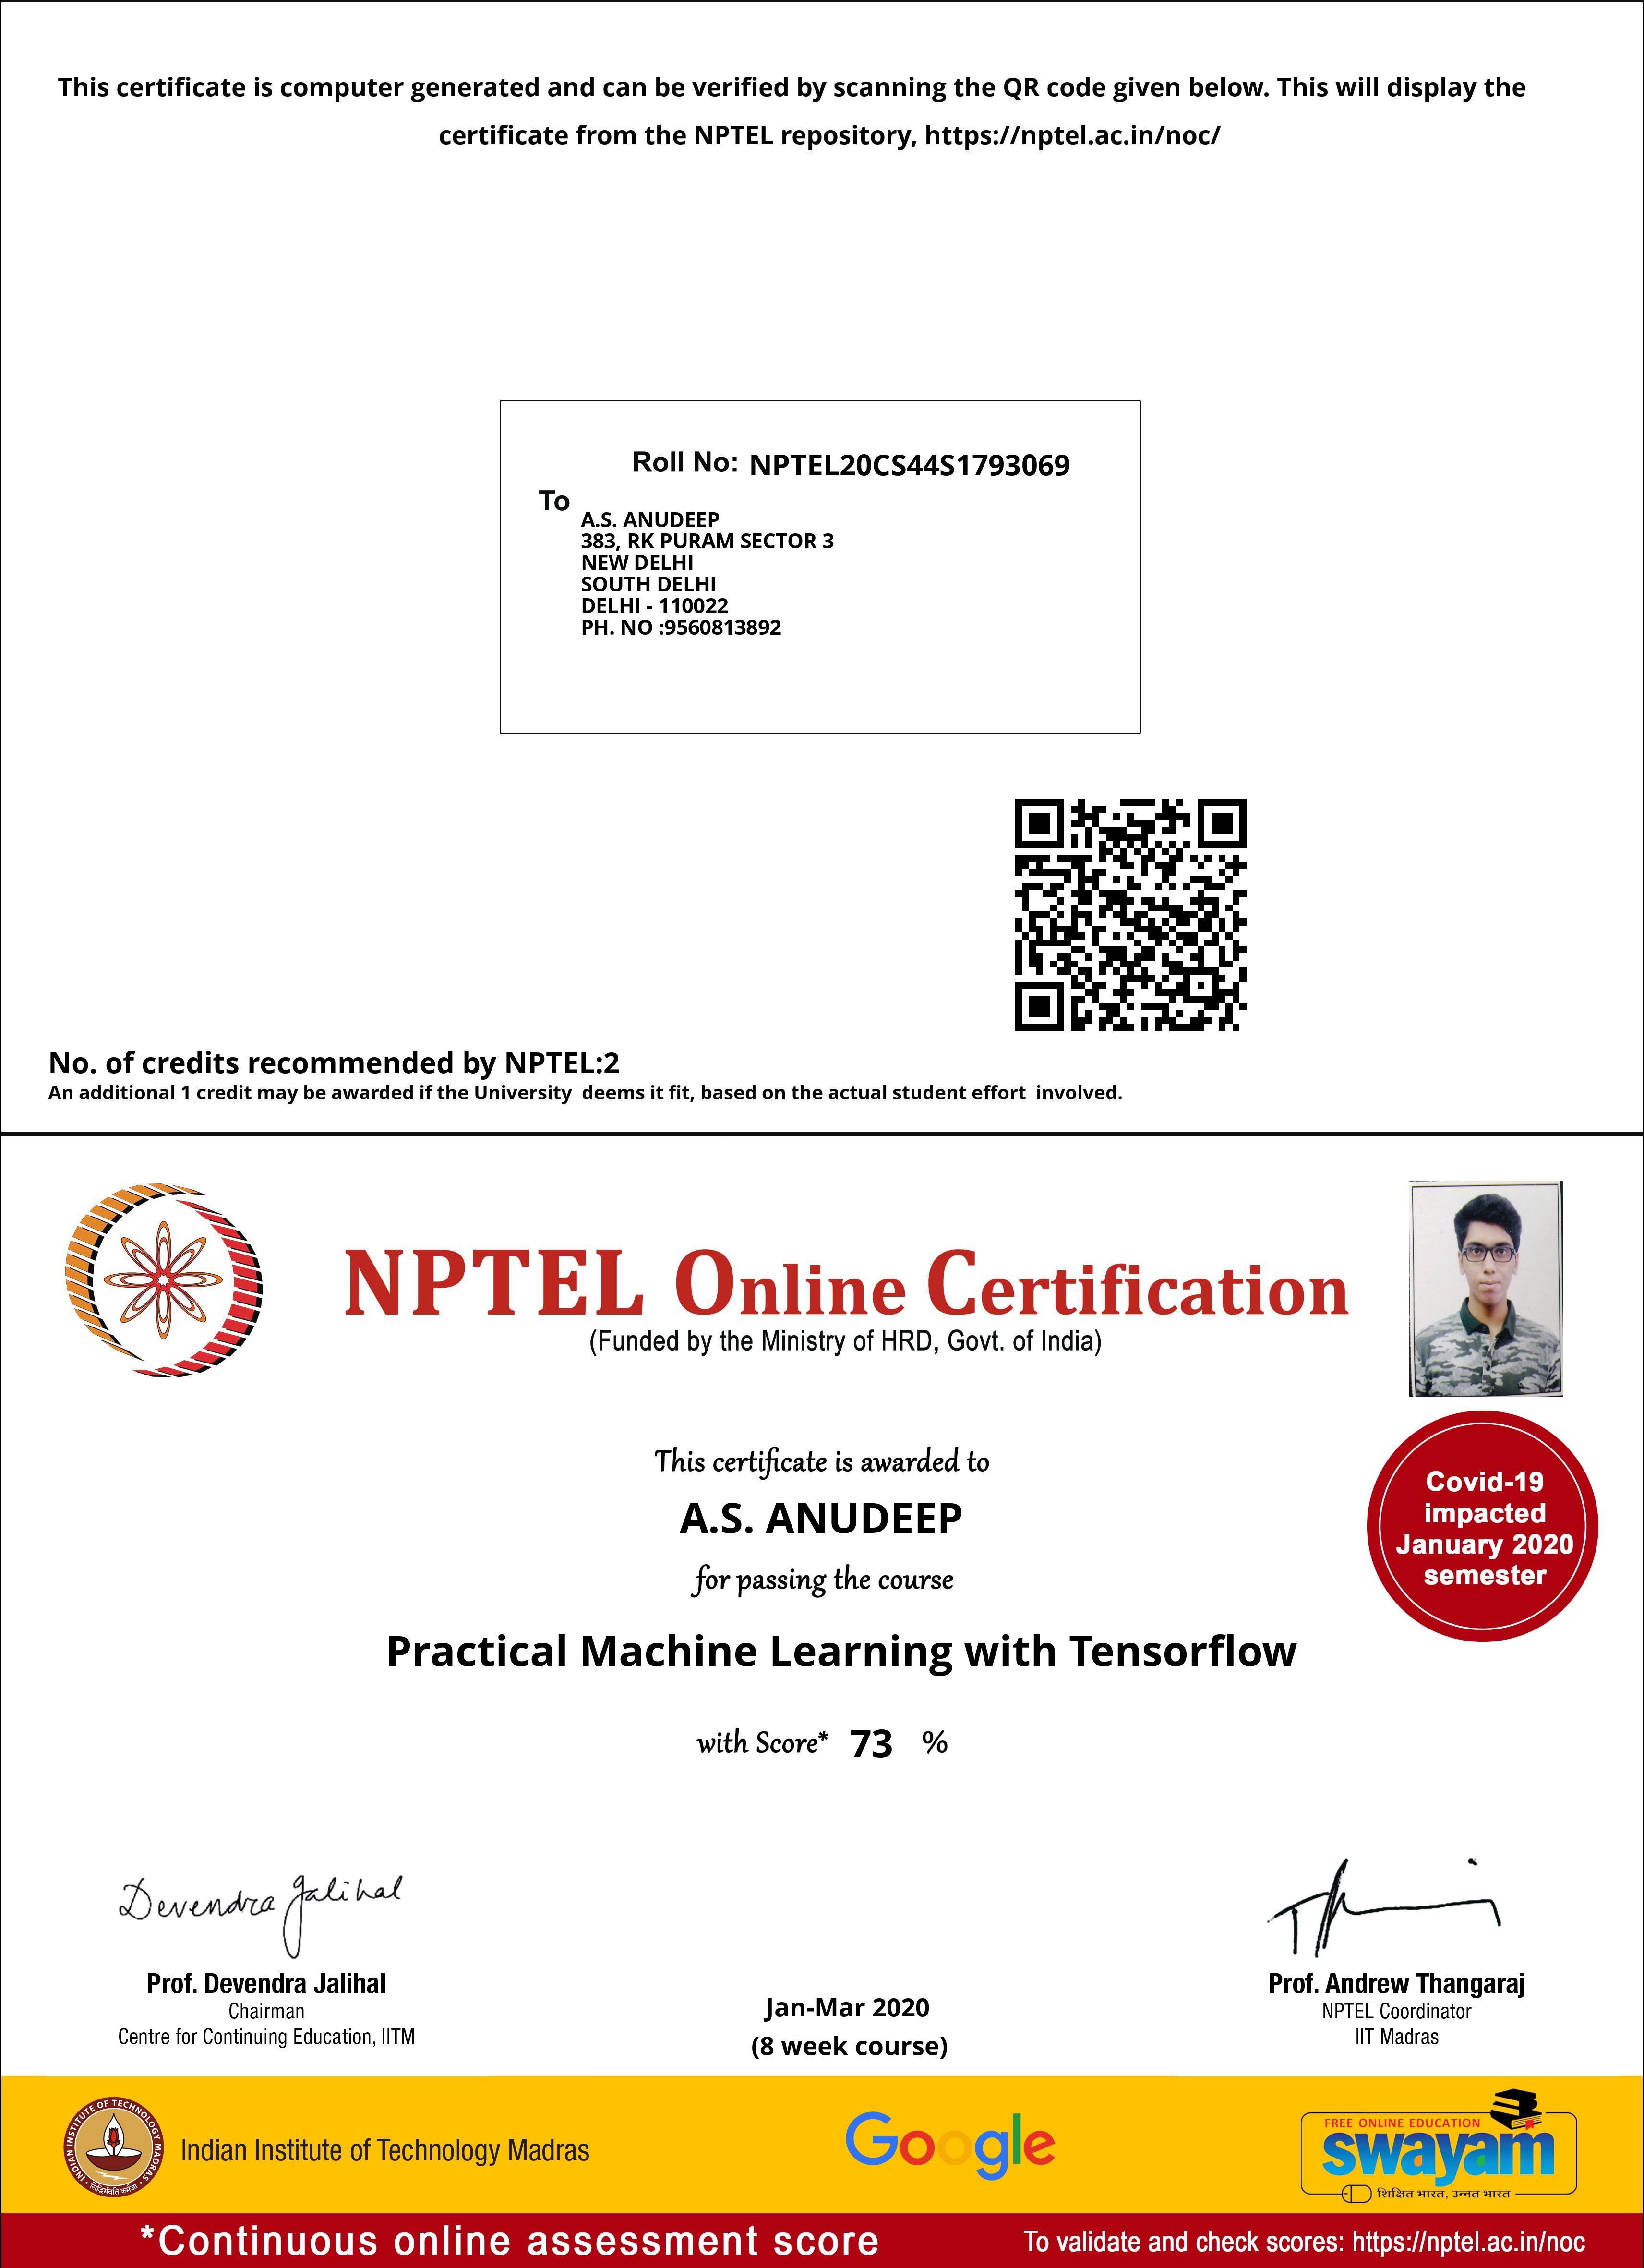 This certificate is computer generated and can be verified by scanning the QR code given below. This will display the
certificate from the NPTEL repository, https://nptel.ac.in/noc/
Roll No: NPTEL20CS44S1793069
To
A.S. ANUDEEP
383, RK PURAM SECTOR 3
NEW DELHI
SOUTH DELHI
DELHI - 110022
PH. NO :9560813892
No. of credits recommended by NPTEL:2
An additional 1 credit may be awarded if the University deems it fit, based on the actual student effort involved.
NPTEL Online Certification
(Funded by the Ministry of HRD, Govt. of India)
This certificate is awarded to
A.S. ANUDEEP
for passing the course
Practical Machine Learning with Tensorflow
with Score* 73 %
Covid-19
impacted
January 2020
semester
Devendra Jalihal
Prof. Devendra Jalihal
Chairman
Centre for Continuing Education, IITM
Jan-Mar 2020
(8 week course)
Prof. Andrew Thangaraj
NPTEL Coordinator
IIT Madras
INDIAN INSTITUTE OF TECHNOLOGY MADRAS
सिद्धिर्भवति कर्मजा
Indian Institute of Technology Madras
Google
FREE ONLINE EDUCATION
swayam
शिक्षित भारत, उन्नत भारत
*Continuous online assessment score
To validate and check scores: https://nptel.ac.in/noc